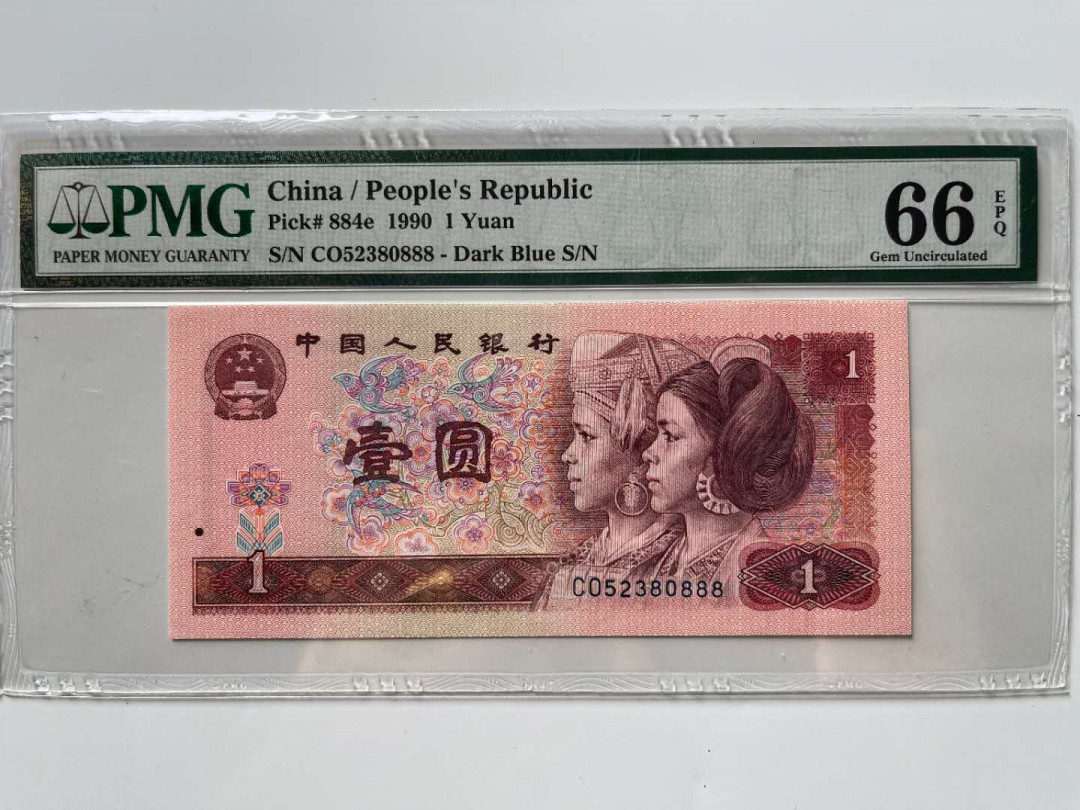 PMG
PAPER MONEY GUARANTY
China / People's Republic
Pick# 884e 1990 1 Yuan
S/N CO52380888 - Dark Blue S/N
66
EPQ
Gem Uncirculated
中国人民银行
1
壹圆
1
CO52380888
1